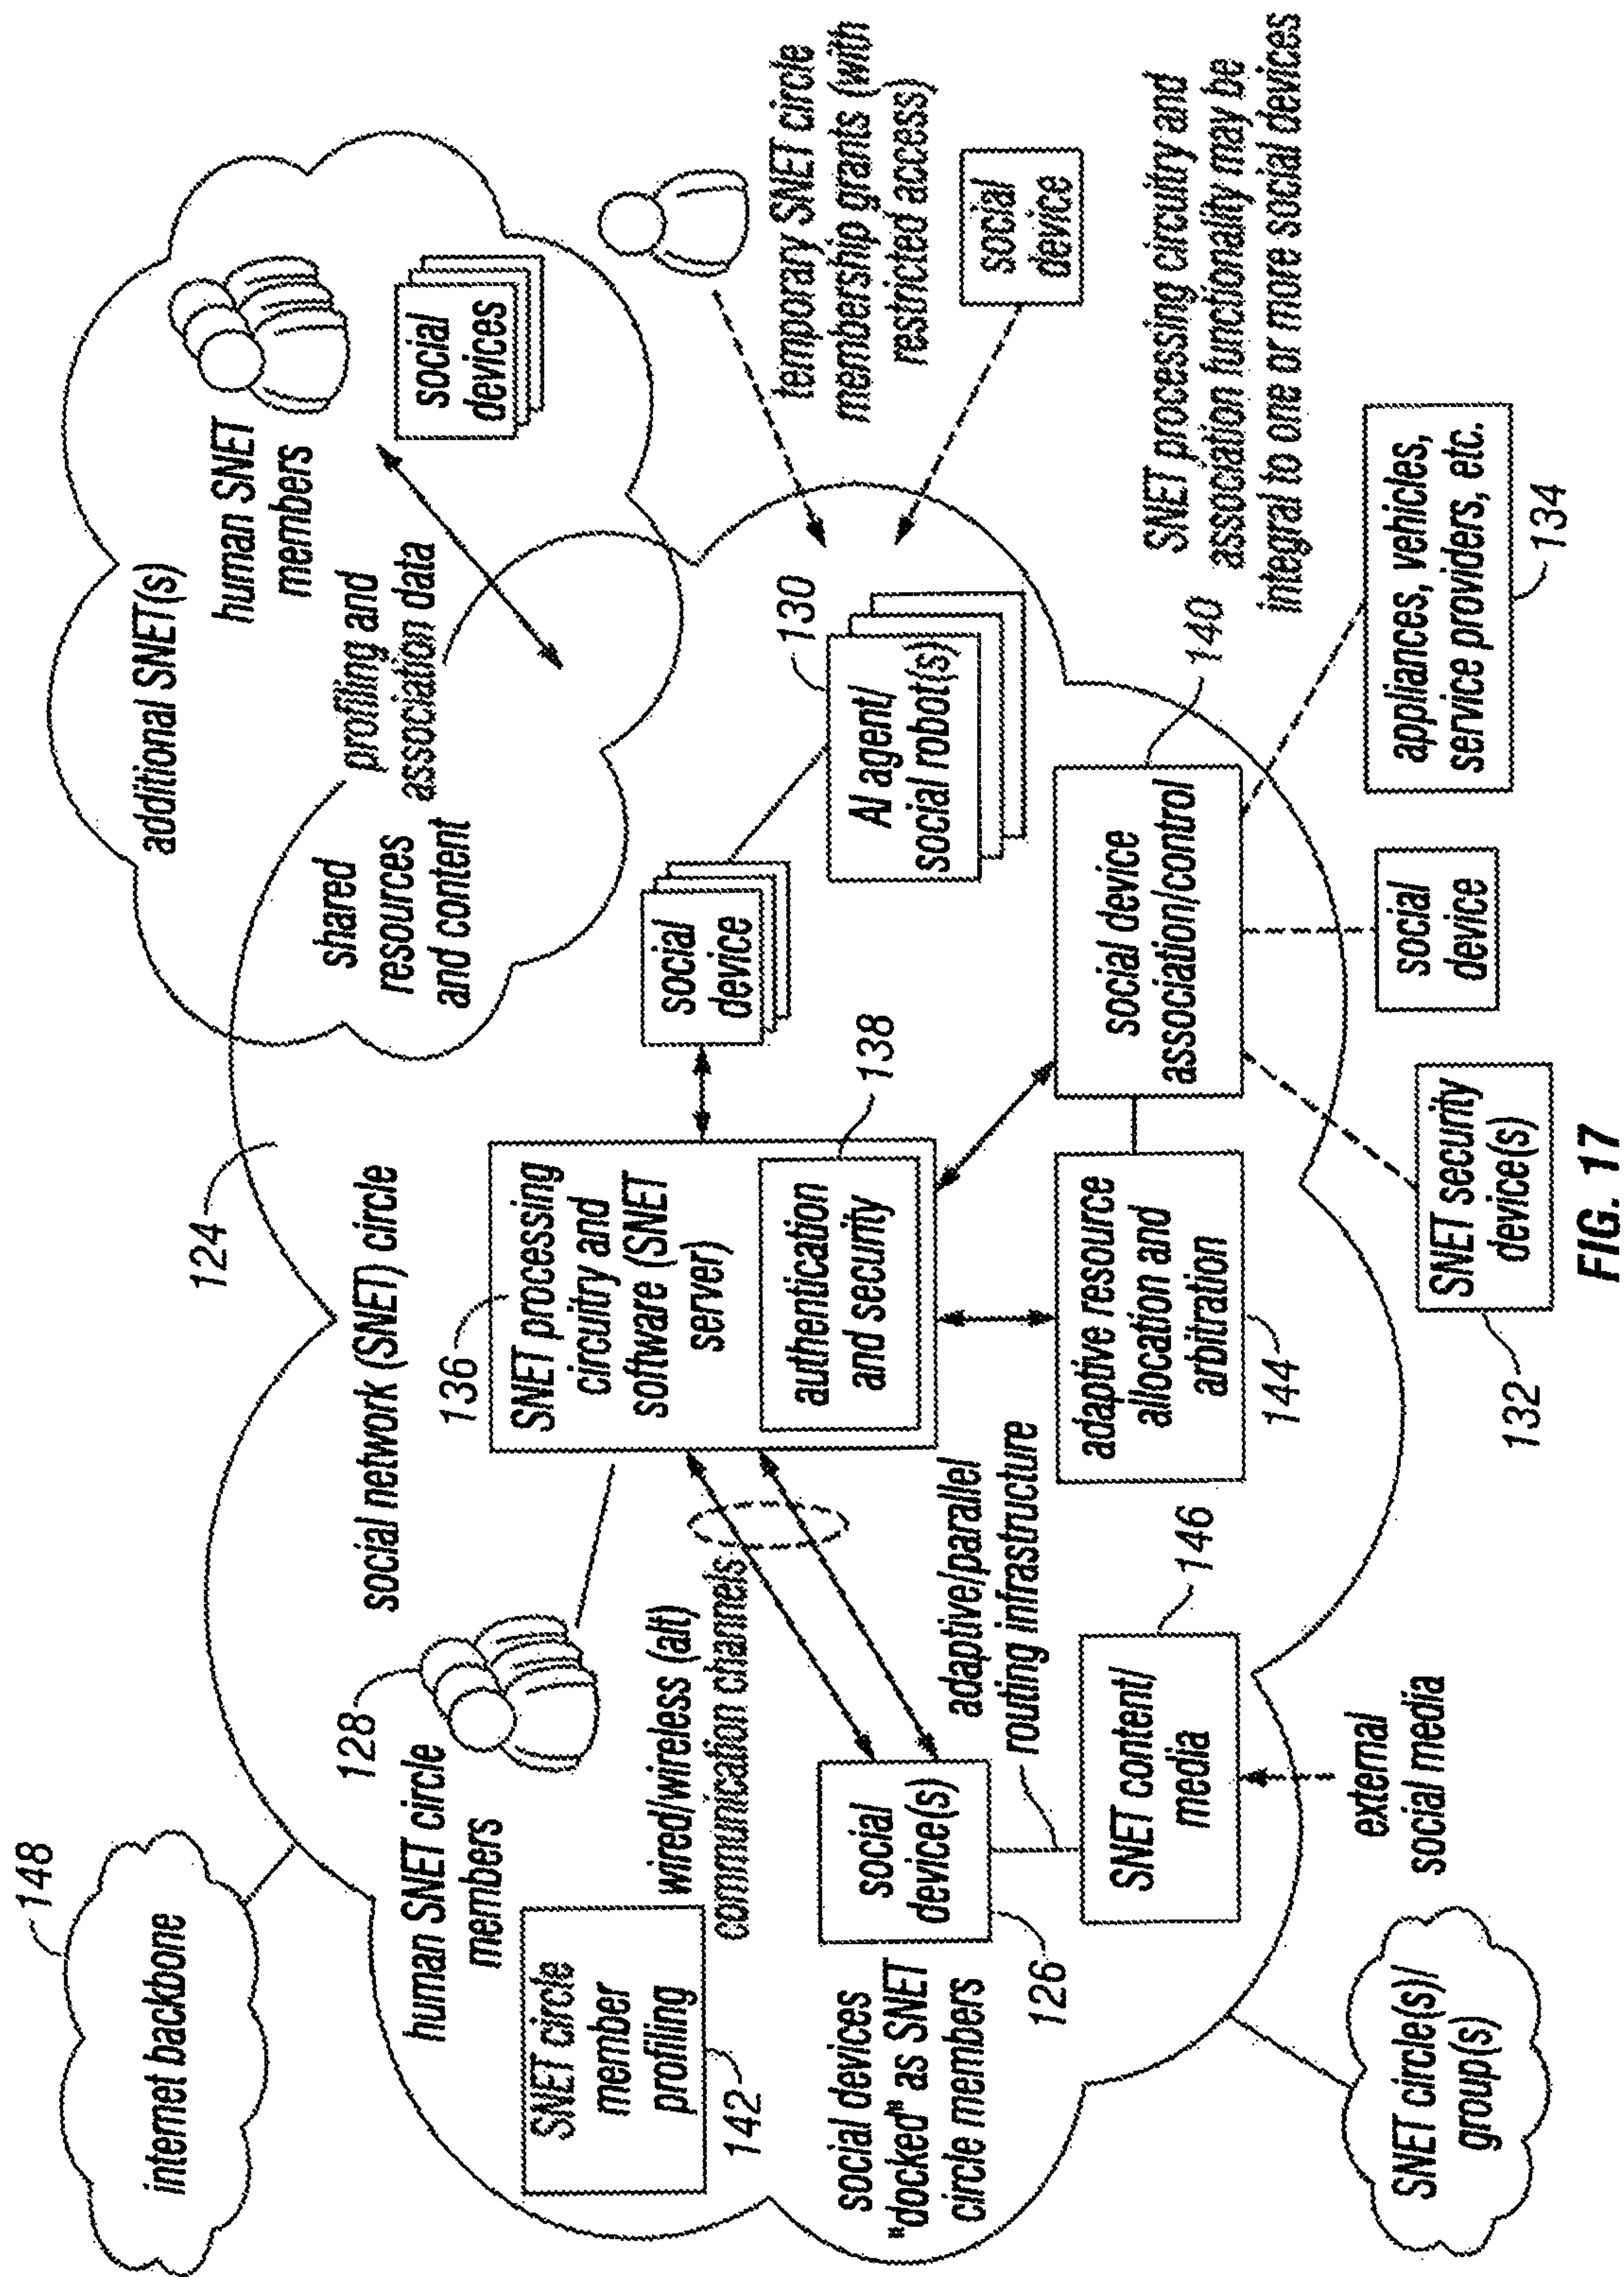 148
internet backbone
124
social network (SNET) circle
additional SNET(s)
human SNET
members
social
devices
profiling and
association data
shared
resources
and content
128
human SNET circle
members
SNET circle
member
profiling
142
136
SNET processing
circuitry and
software (SNET
server)
authentication
and security
138
wired/wireless (alt)
communication channels
social
device
130
AI agent/
social robot(s)
temporary SNET circle
membership grants (with
restricted access)
social
device
social devices
"docked" as SNET
circle members
social
device(s)
126
adaptive/parallel
routing infrastructure
SNET content/
media
146
adaptive resource
allocation and
arbitration
144
social device
association/control
140
SNET processing circuitry and
association functionality may be
integral to one or more social devices
SNET circle(s)/
group(s)
external
social media
132
SNET security
device(s)
social
device
appliances, vehicles,
service providers, etc.
134
FIG. 17